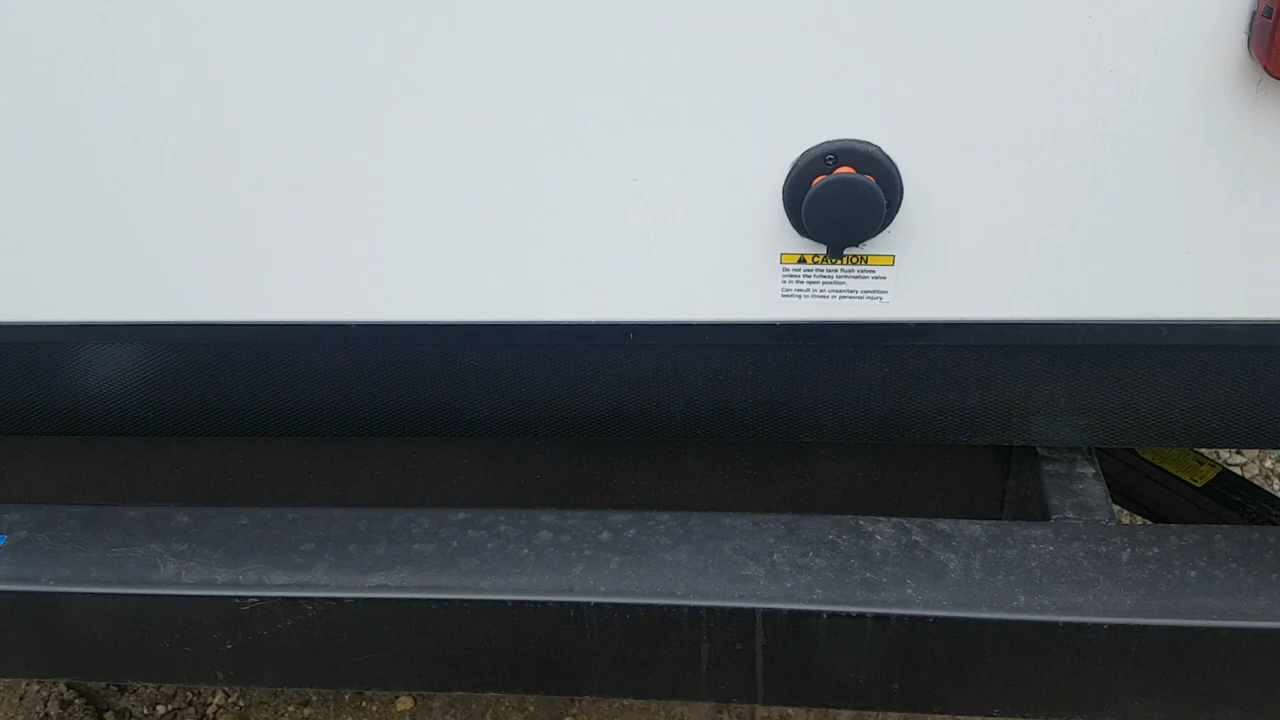 CAUTION
Do not use the tank flush valves
unless the fullway termination valve
is in the open position.
Can result in an unsanitary condition
leading to illness or personal injury